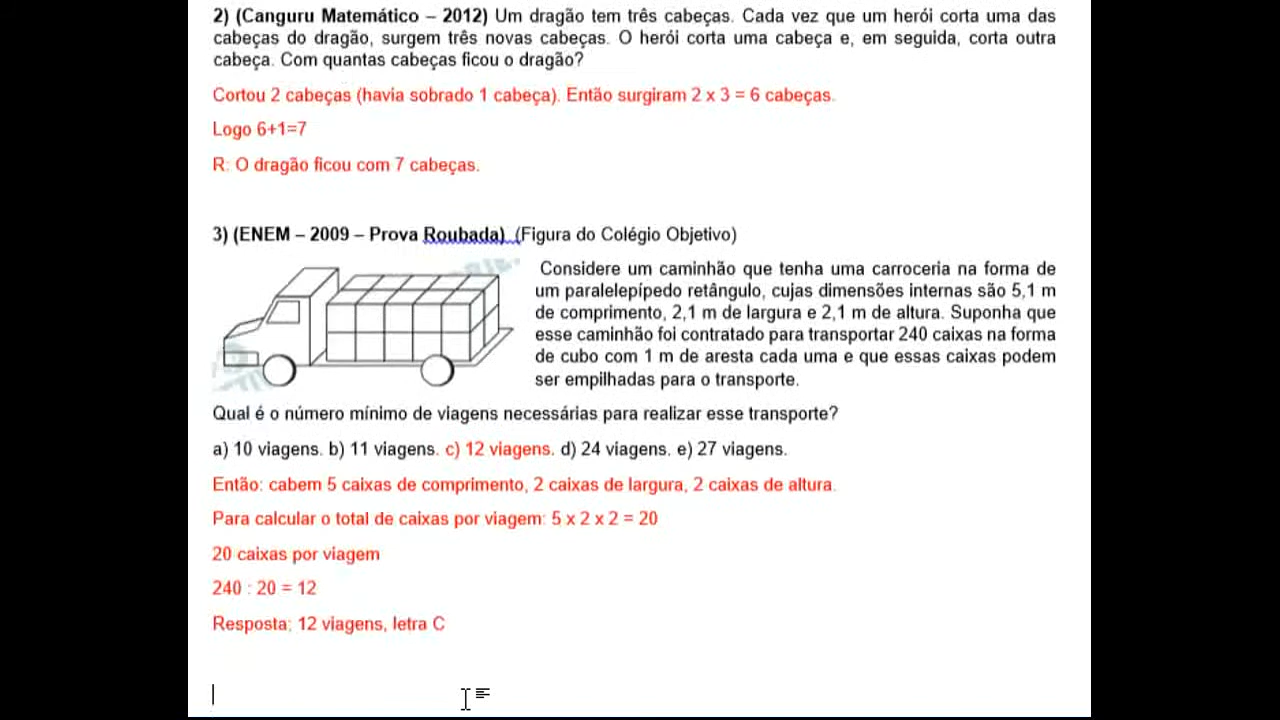 2) (Canguru Matemático – 2012) Um dragão tem três cabeças. Cada vez que um herói corta uma das
cabeças do dragão, surgem três novas cabeças. O herói corta uma cabeça e, em seguida, corta outra
cabeça. Com quantas cabeças ficou o dragão?
Cortou 2 cabeças (havia sobrado 1 cabeça). Então surgiram 2 x 3 = 6 cabeças.
Logo 6+1=7
R: O dragão ficou com 7 cabeças.
3) (ENEM – 2009 – Prova Roubada) (Figura do Colégio Objetivo)
Considere um caminhão que tenha uma carroceria na forma de
um paralelepípedo retângulo, cujas dimensões internas são 5,1 m
de comprimento, 2,1 m de largura e 2,1 m de altura. Suponha que
esse caminhão foi contratado para transportar 240 caixas na forma
de cubo com 1 m de aresta cada uma e que essas caixas podem
ser empilhadas para o transporte.
Qual é o número mínimo de viagens necessárias para realizar esse transporte?
a) 10 viagens. b) 11 viagens. c) 12 viagens. d) 24 viagens. e) 27 viagens.
Então: cabem 5 caixas de comprimento, 2 caixas de largura, 2 caixas de altura.
Para calcular o total de caixas por viagem: 5 x 2 x 2 = 20
20 caixas por viagem
240 : 20 = 12
Resposta; 12 viagens, letra C